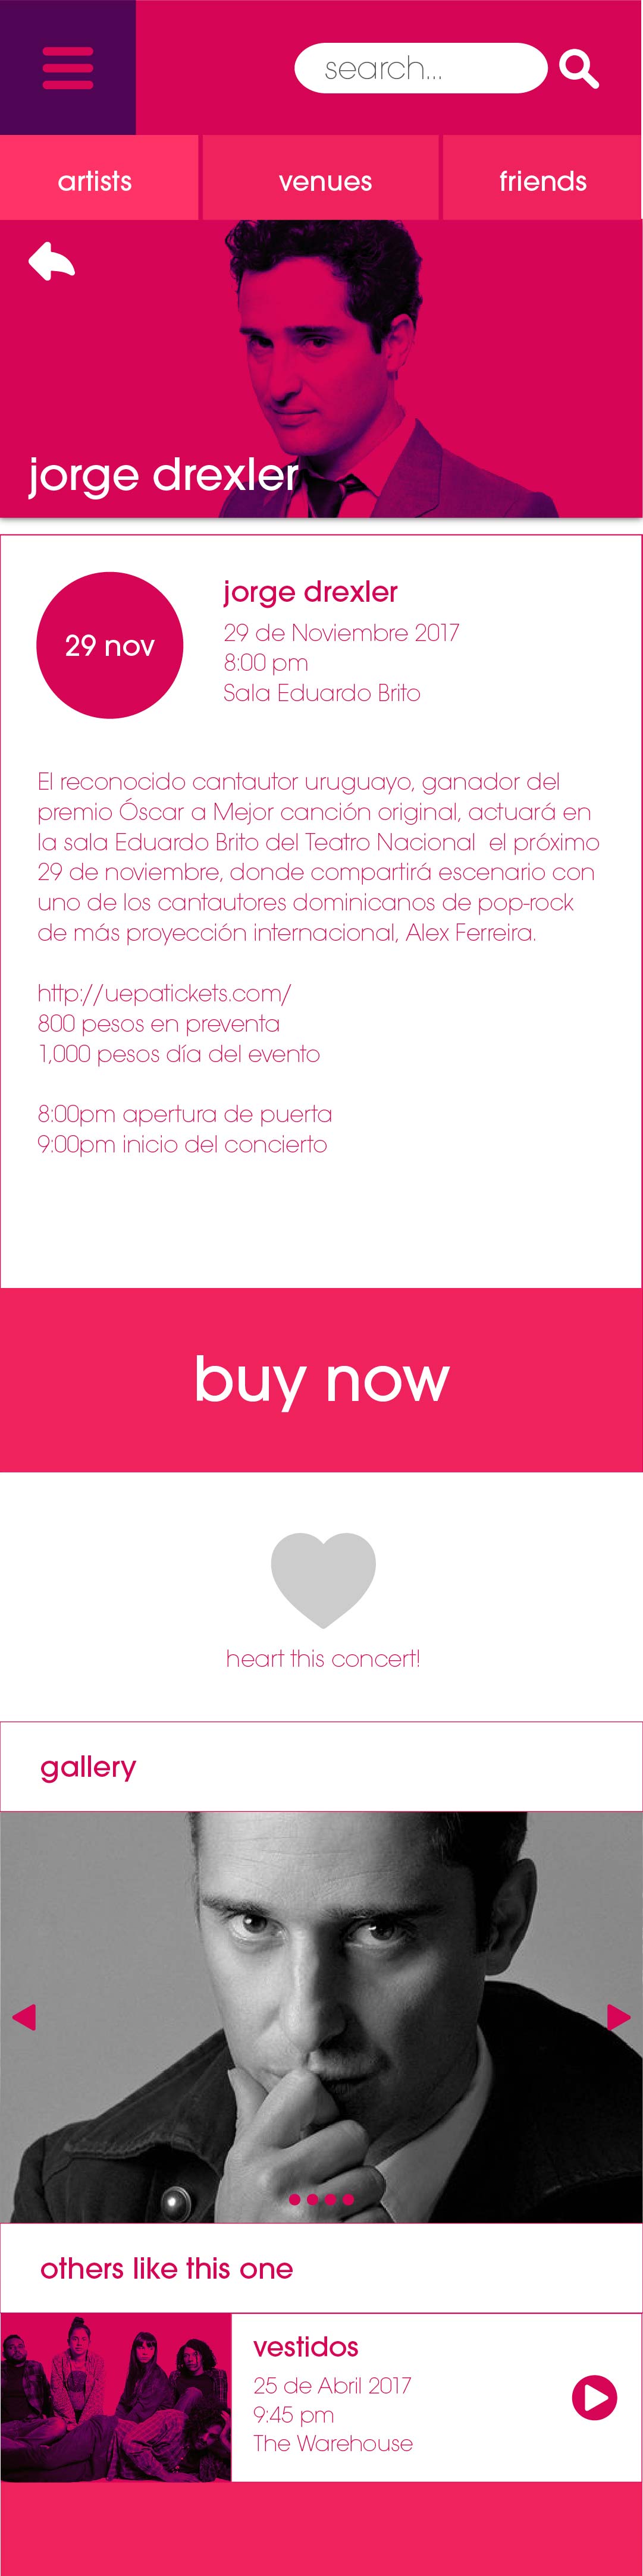 search...
artists
venues
friends
jorge drexler
29 nov
jorge drexler
29 de Noviembre 2017
8:00 pm
Sala Eduardo Brito
El reconocido cantautor uruguayo, ganador del
premio Óscar a Mejor canción original, actuará en
la sala Eduardo Brito del Teatro Nacional  el próximo
29 de noviembre, donde compartirá escenario con
uno de los cantautores dominicanos de pop-rock
de más proyección internacional, Alex Ferreira.
http://uepatickets.com/
800 pesos en preventa
1,000 pesos día del evento
8:00pm apertura de puerta
9:00pm inicio del concierto
buy now
heart this concert!
gallery
others like this one
vestidos
25 de Abril 2017
9:45 pm
The Warehouse